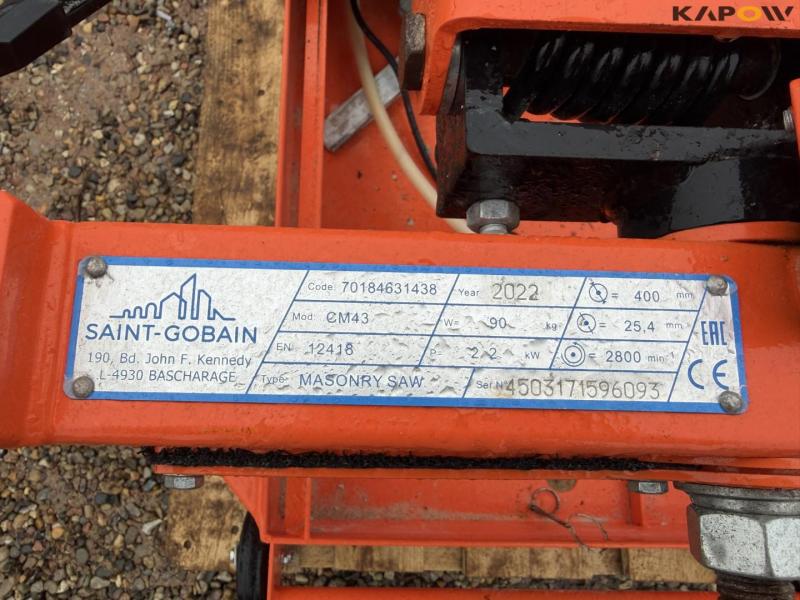 KAPOW
SAINT-GOBAIN
190, Bd. John F. Kennedy
L-4930 BASCHARAGE
Code 70184631438 Year 2022 = 400 mm
Mod: CM43 W= 90 kg = 25,4 mm
EN 12418 P= 2.2 kW = 2800 min-1
Type: MASONRY SAW Ser N° 4503171596093
EAC
CE